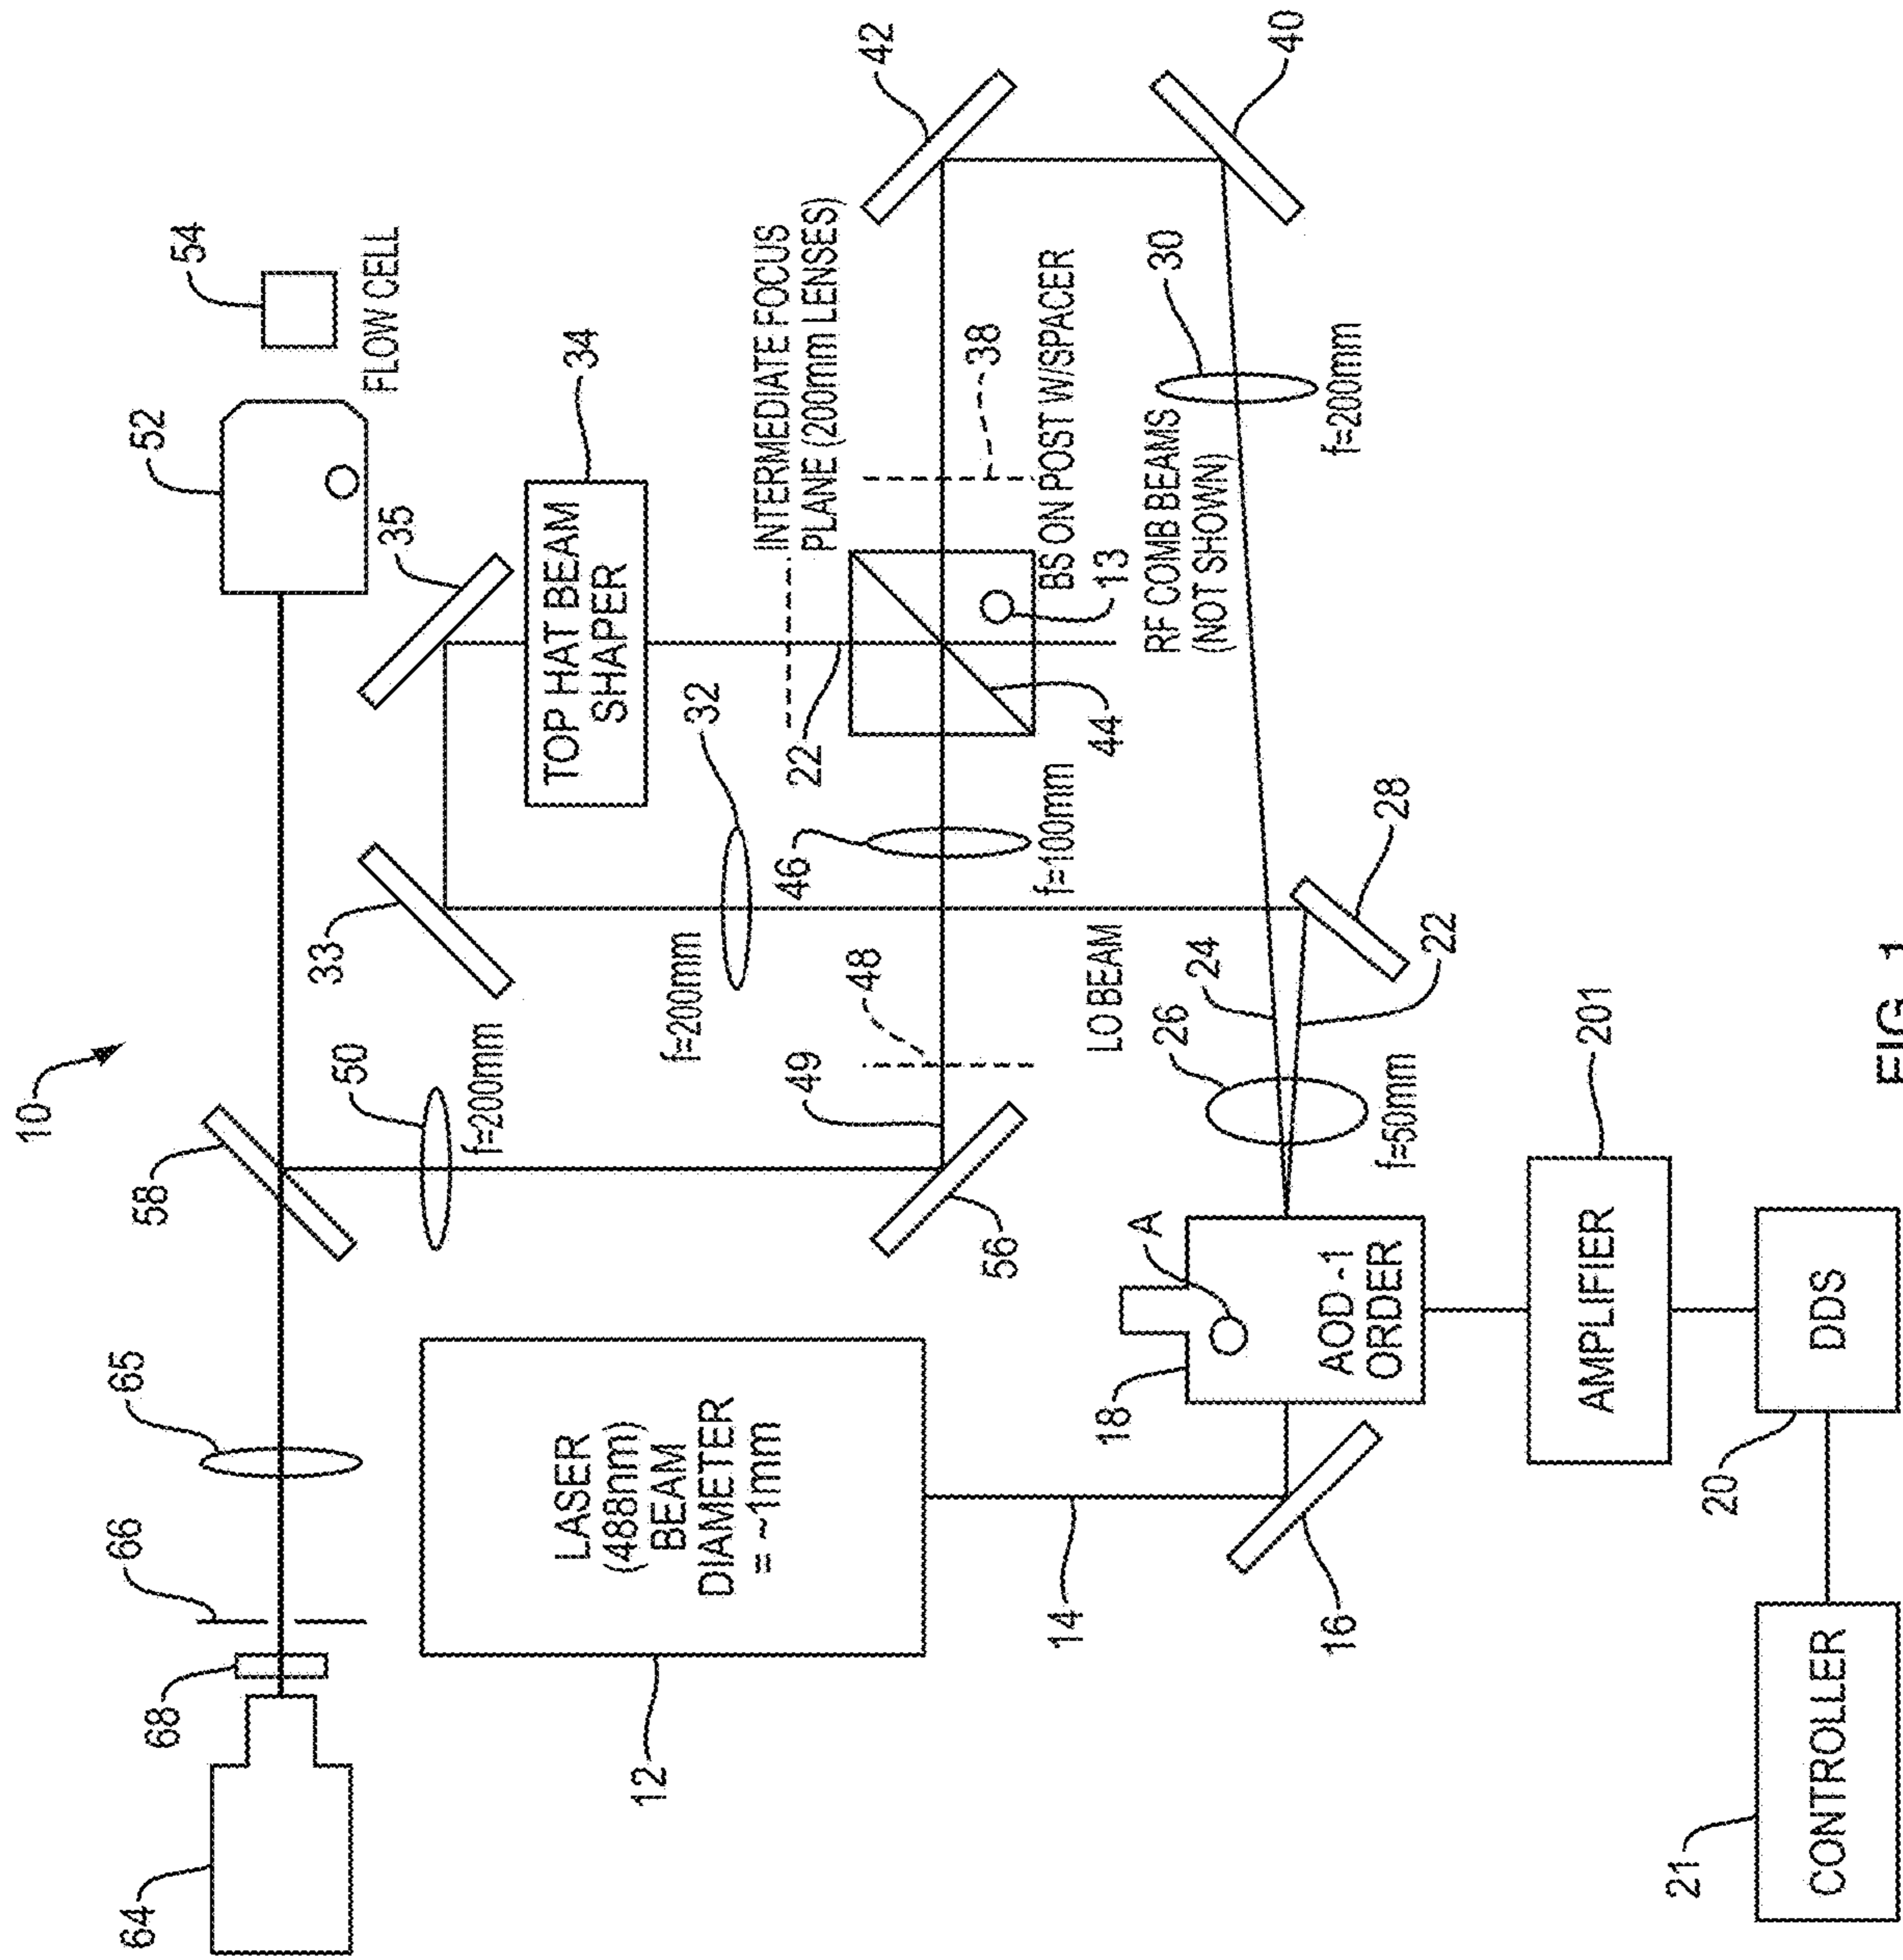 10
64
68
66
65
58
52
54
FLOW CELL
50
f=200mm
33
35
TOP HAT BEAM
SHAPER
34
32
f=200mm
12
LASER
(488nm)
BEAM
DIAMETER
= ~1mm
INTERMEDIATE FOCUS
PLANE (200mm LENSES)
42
22
38
BS ON POST W/SPACER
13
44
46
f=100mm
48
49
56
LO BEAM
RF COMB BEAMS
(NOT SHOWN)
30
f=200mm
40
14
16
18
A
AOD -1
ORDER
26
f=50mm
24
22
28
AMPLIFIER
201
DDS
20
CONTROLLER
21
FIG. 1